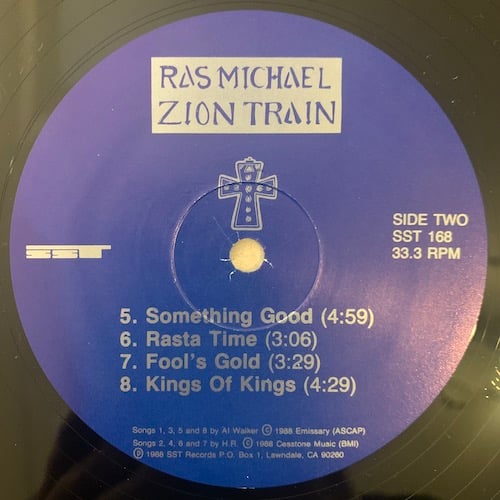 RAS MICHAEL
ZION TRAIN
SST
SIDE TWO
SST 168
33.3 RPM
5. Something Good (4:59)
6. Rasta Time (3:06)
7. Fool's Gold (3:29)
8. Kings Of Kings (4:29)
Songs 1, 3, 5 and 8 by Al Walker © 1988 Emissary (ASCAP)
Songs 2, 4, 6 and 7 by H.R. © 1988 Cesstone Music (BMI)
℗ 1988 SST Records P.O. Box 1, Lawndale, CA 90260